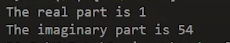 The real part is 1
The imaginary part is 54